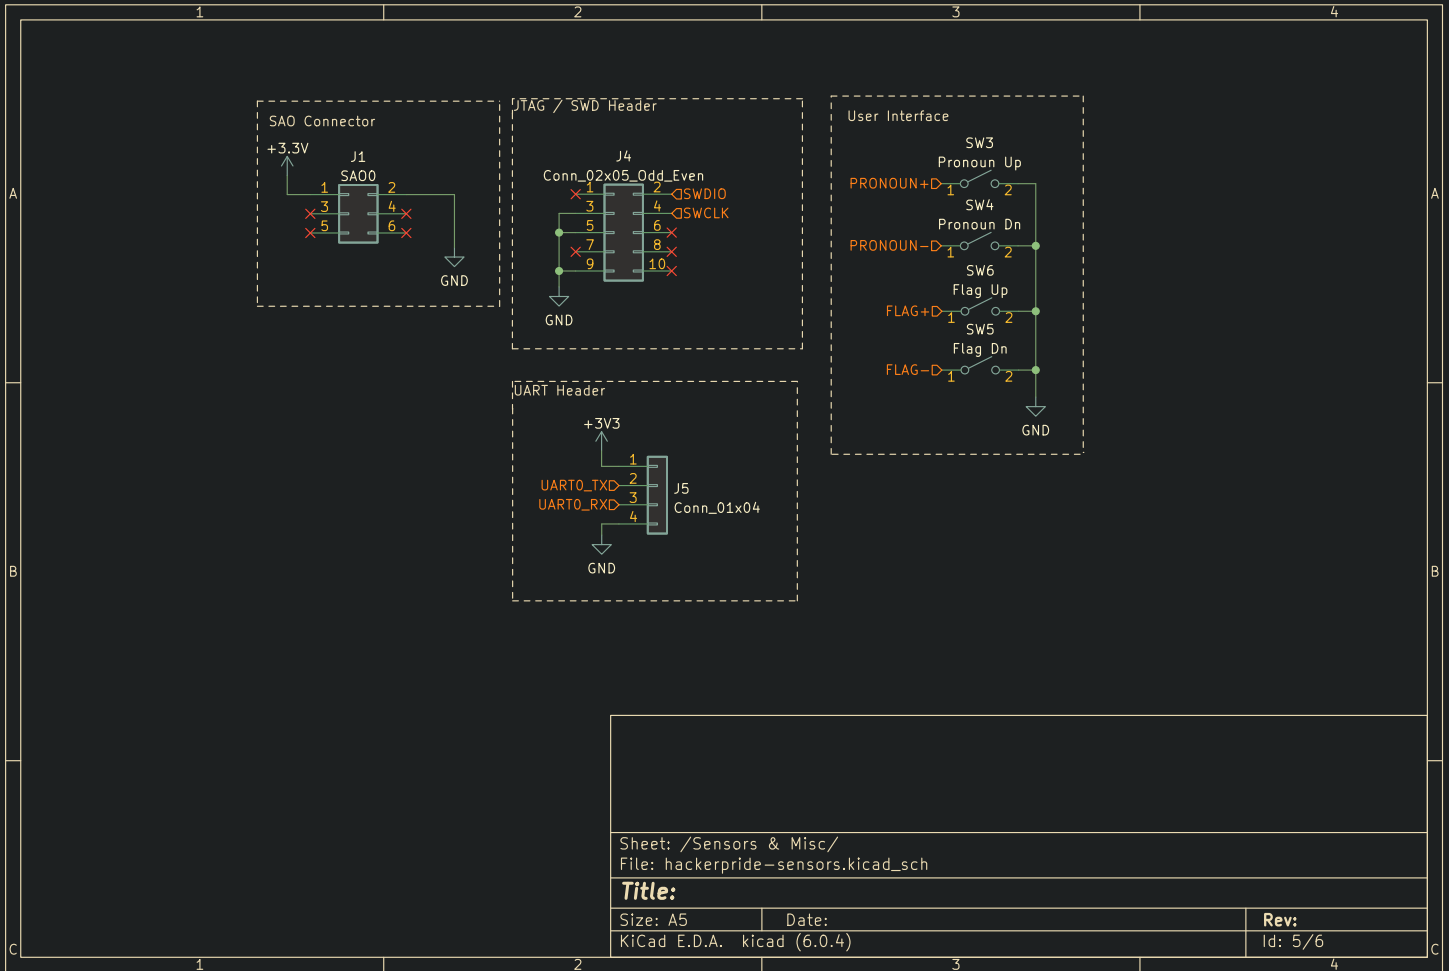 1 2 3 4
A
B
C
A
B
C
SAO Connector
+3.3V
J1
SAO0
1 2
3 4
5 6
GND
JTAG / SWD Header
J4
Conn_02x05_Odd_Even
1 2 SWDIO
3 4 SWCLK
5 6
7 8
9 10
GND
User Interface
SW3
Pronoun Up
PRONOUN+ 1 2
SW4
Pronoun Dn
PRONOUN- 1 2
SW6
Flag Up
FLAG+ 1 2
SW5
Flag Dn
FLAG- 1 2
GND
UART Header
+3V3
1
UART0_TX 2
UART0_RX 3
4
J5
Conn_01x04
GND
Sheet: /Sensors & Misc/
File: hackerpride-sensors.kicad_sch
Title:
Size: A5 Date: Rev:
KiCad E.D.A. kicad (6.0.4) Id: 5/6
1 2 3 4